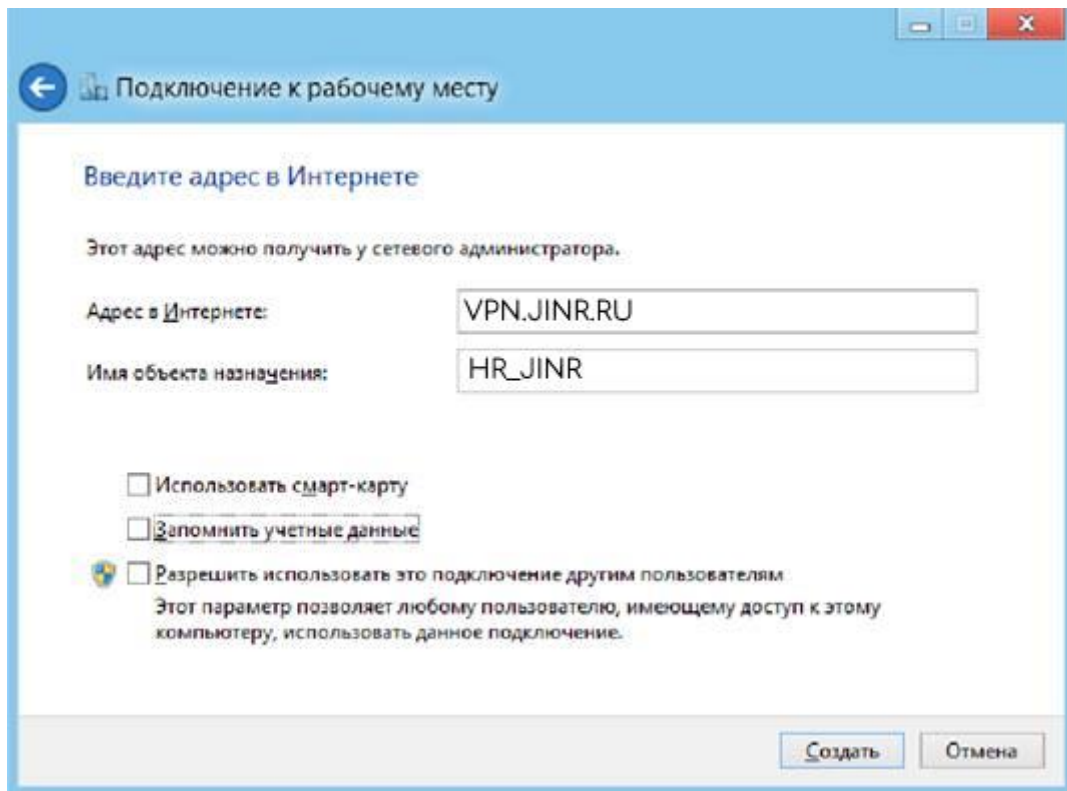 Подключение к рабочему месту
Введите адрес в Интернете
Этот адрес можно получить у сетевого администратора.
Адрес в Интернете: VPN.JINR.RU
Имя объекта назначения: HR_JINR
Использовать смарт-карту
Запомнить учетные данные
Разрешить использовать это подключение другим пользователям
Этот параметр позволяет любому пользователю, имеющему доступ к этому
компьютеру, использовать данное подключение.
Создать Отмена